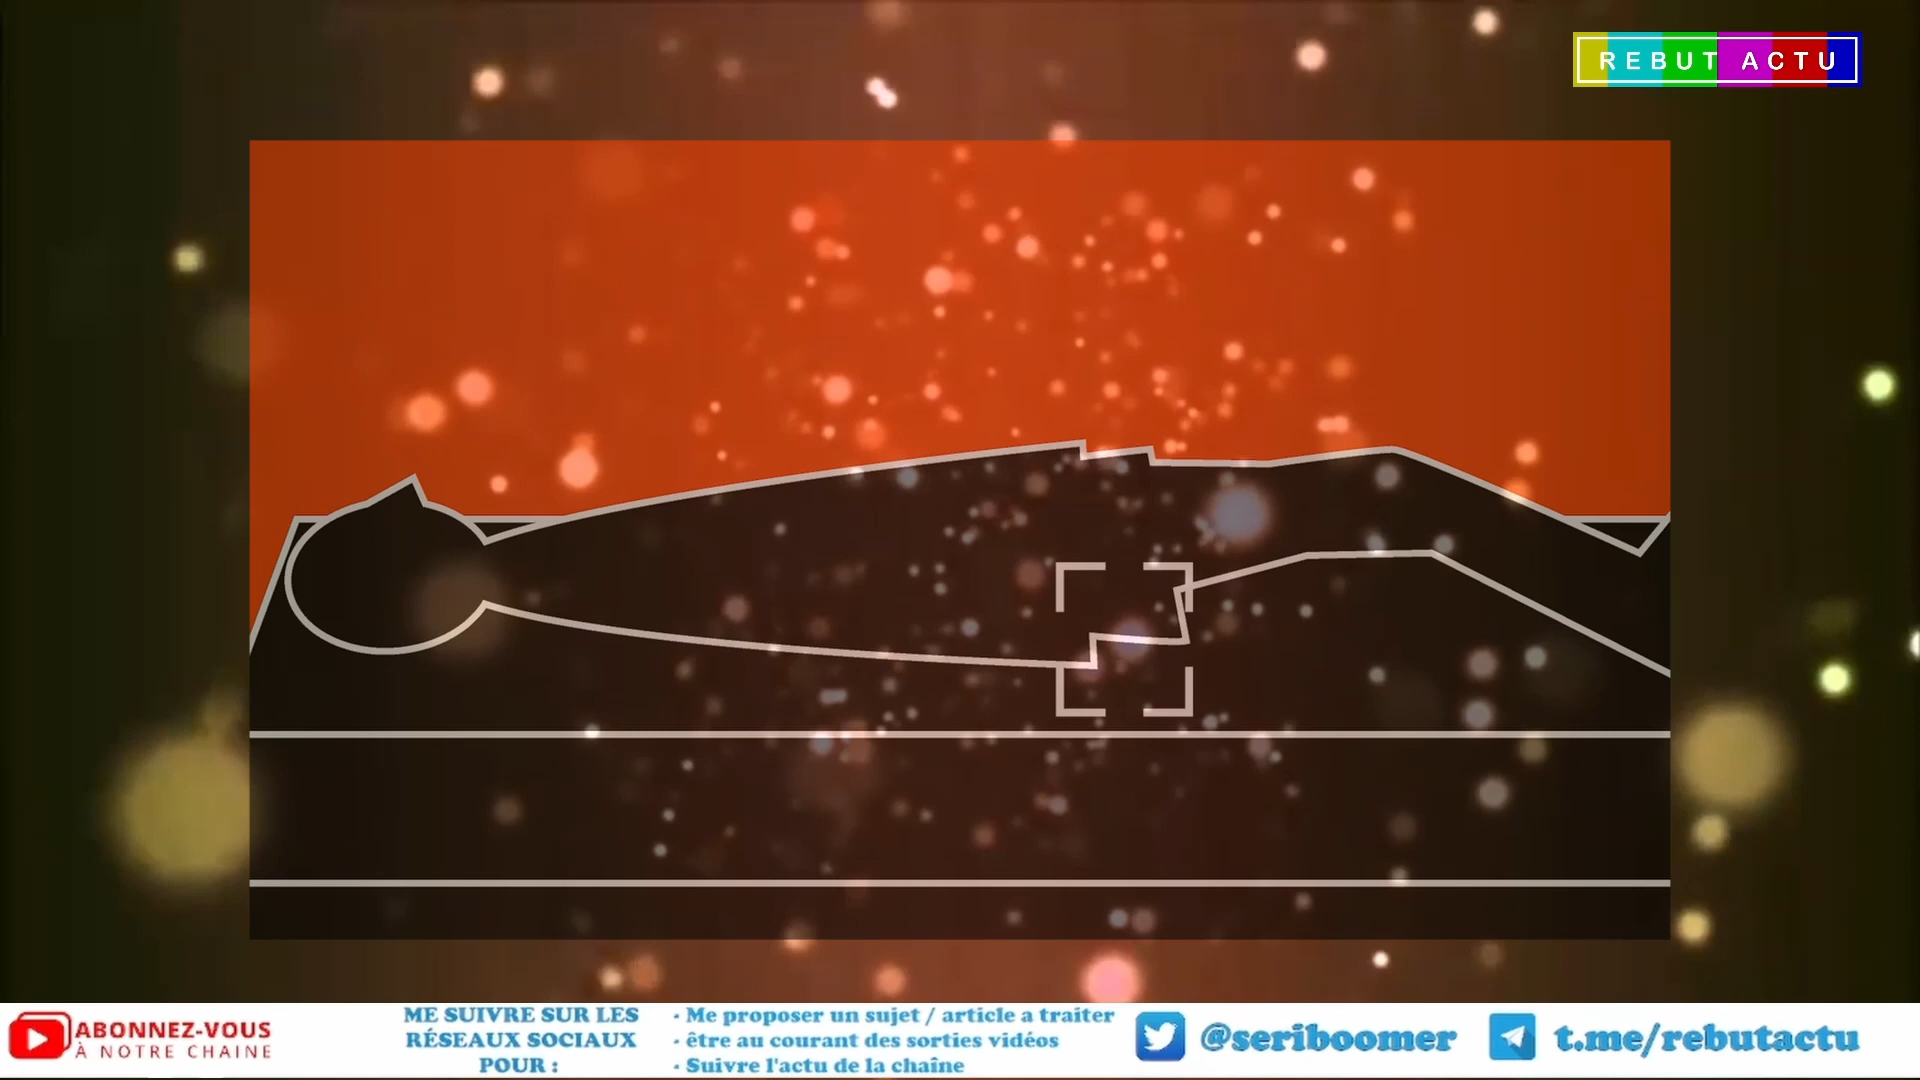 REBUT ACTU
ABONNEZ-VOUS
À NOTRE CHAINE
ME SUIVRE SUR LES
RÉSEAUX SOCIAUX
POUR :
- Me proposer un sujet / article a traiter
- être au courant des sorties vidéos
- Suivre l'actu de la chaîne
@seriboomer
t.me/rebutactu